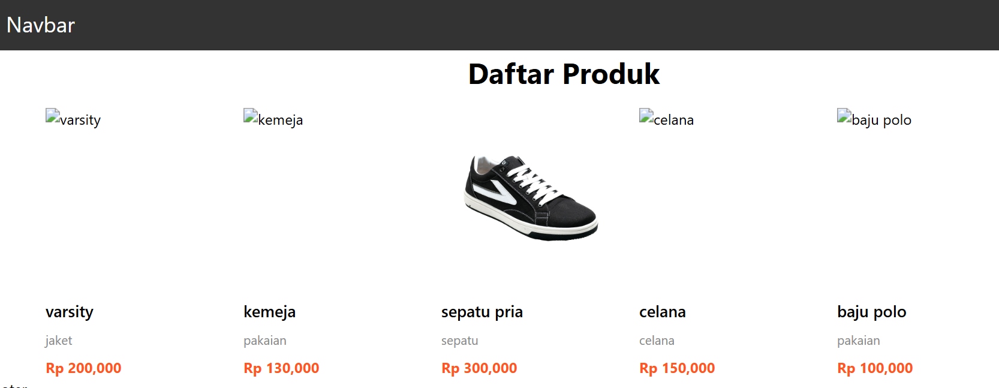 Navbar
Daftar Produk
varsity
kemeja
celana
baju polo
varsity
kemeja
sepatu pria
celana
baju polo
jaket
pakaian
sepatu
celana
pakaian
Rp 200,000
Rp 130,000
Rp 300,000
Rp 150,000
Rp 100,000